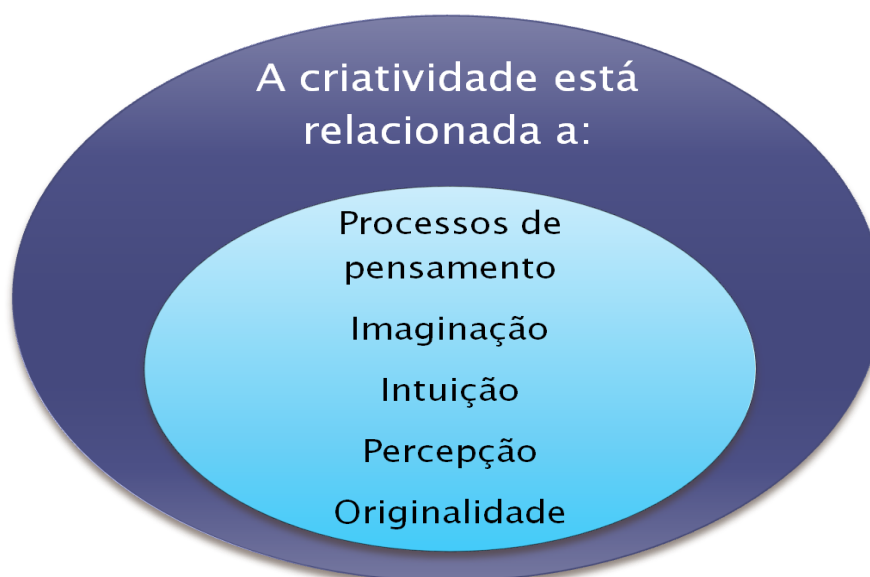 A criatividade está
relacionada a:
Processos de
pensamento
Imaginação
Intuição
Percepção
Originalidade